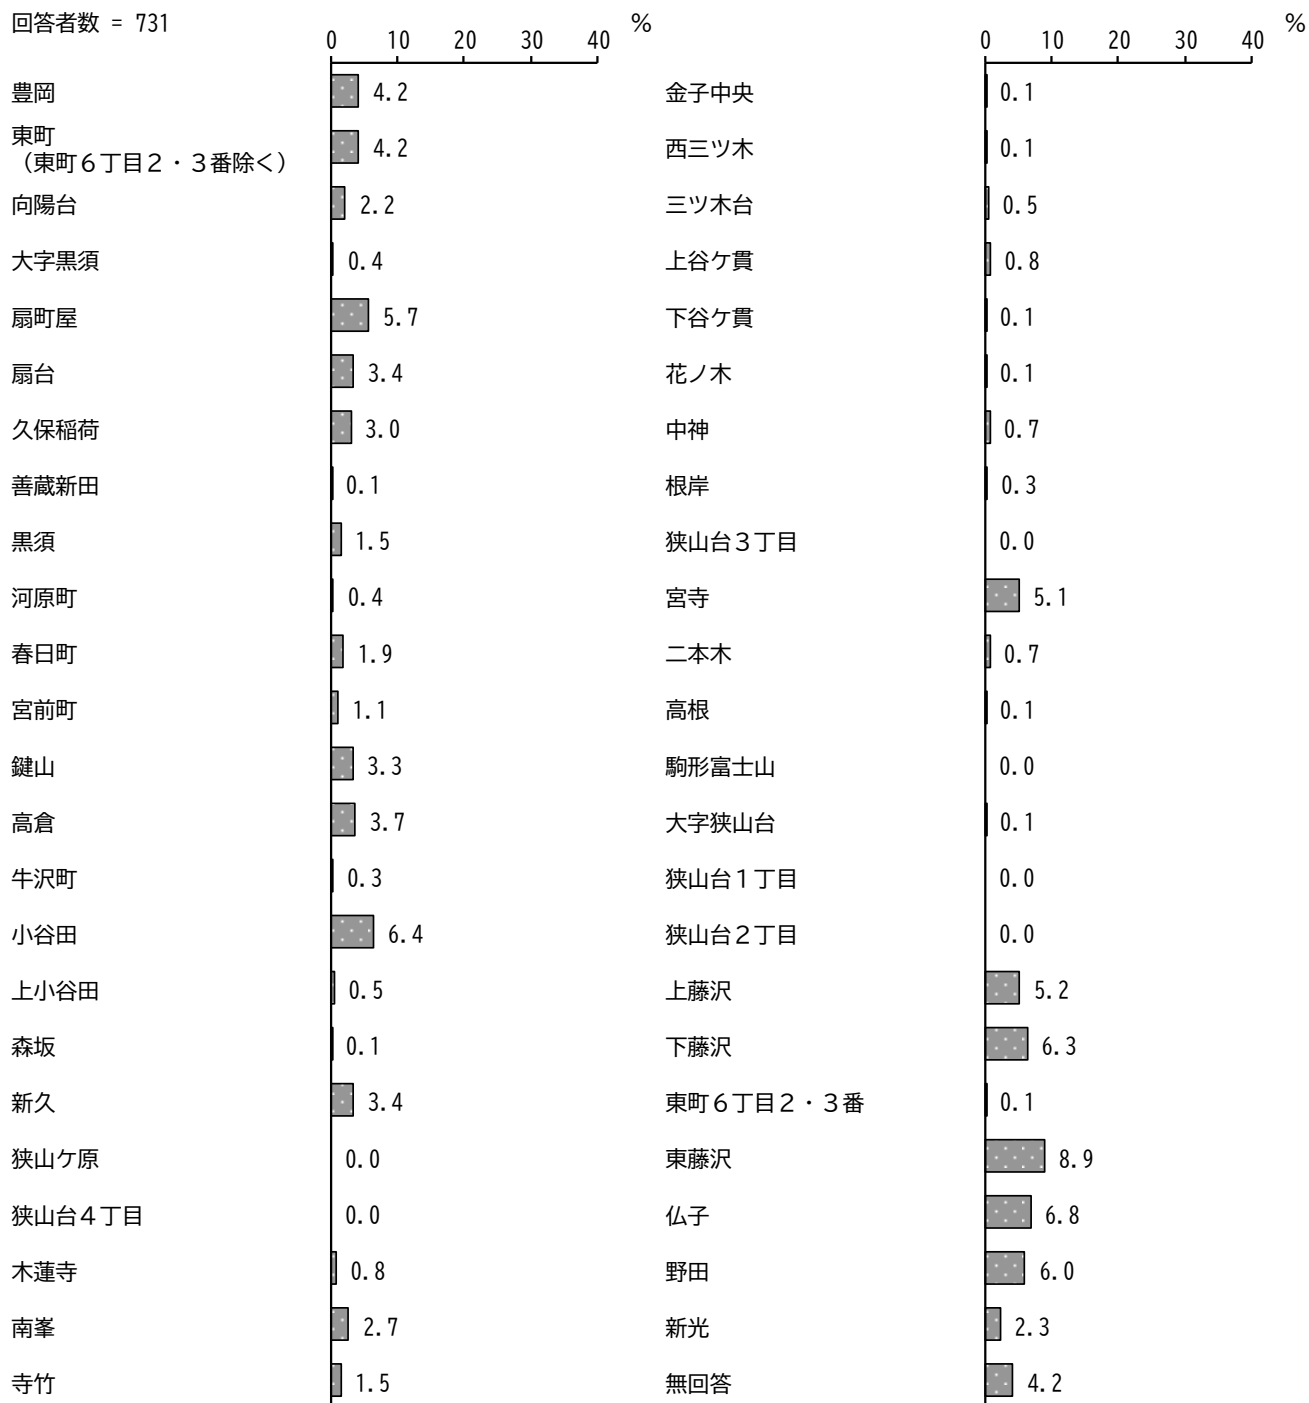 回答者数 = 731
0 10 20 30 40 %
豊岡 4.2
東町
（東町６丁目２・３番除く） 4.2
向陽台 2.2
大字黒須 0.4
扇町屋 5.7
扇台 3.4
久保稲荷 3.0
善蔵新田 0.1
黒須 1.5
河原町 0.4
春日町 1.9
宮前町 1.1
鍵山 3.3
高倉 3.7
牛沢町 0.3
小谷田 6.4
上小谷田 0.5
森坂 0.1
新久 3.4
狭山ケ原 0.0
狭山台４丁目 0.0
木蓮寺 0.8
南峯 2.7
寺竹 1.5
0 10 20 30 40 %
金子中央 0.1
西三ツ木 0.1
三ツ木台 0.5
上谷ケ貫 0.8
下谷ケ貫 0.1
花ノ木 0.1
中神 0.7
根岸 0.3
狭山台３丁目 0.0
宮寺 5.1
二本木 0.7
高根 0.1
駒形富士山 0.0
大字狭山台 0.1
狭山台１丁目 0.0
狭山台２丁目 0.0
上藤沢 5.2
下藤沢 6.3
東町６丁目２・３番 0.1
東藤沢 8.9
仏子 6.8
野田 6.0
新光 2.3
無回答 4.2